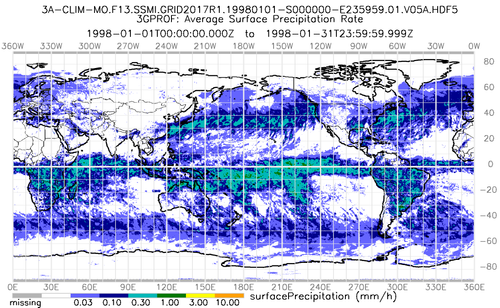 3A-CLIM-MO.F13.SSMI.GRID2017R1.19980101-S000000-E235959.01.V05A.HDF5
3GPROF: Average Surface Precipitation Rate
1998-01-01T00:00:00.000Z to 1998-01-31T23:59:59.999Z
360W 330W 300W 270W 240W 210W 180W 150W 120W 90W 60W 30W 0W
80
60
40
20
0
-20
-40
-60
-80
0E 30E 60E 90E 120E 150E 180E 210E 240E 270E 300E 330E 360E
missing 0.03 0.10 0.30 1.00 3.00 10.00 surfacePrecipitation (mm/h)